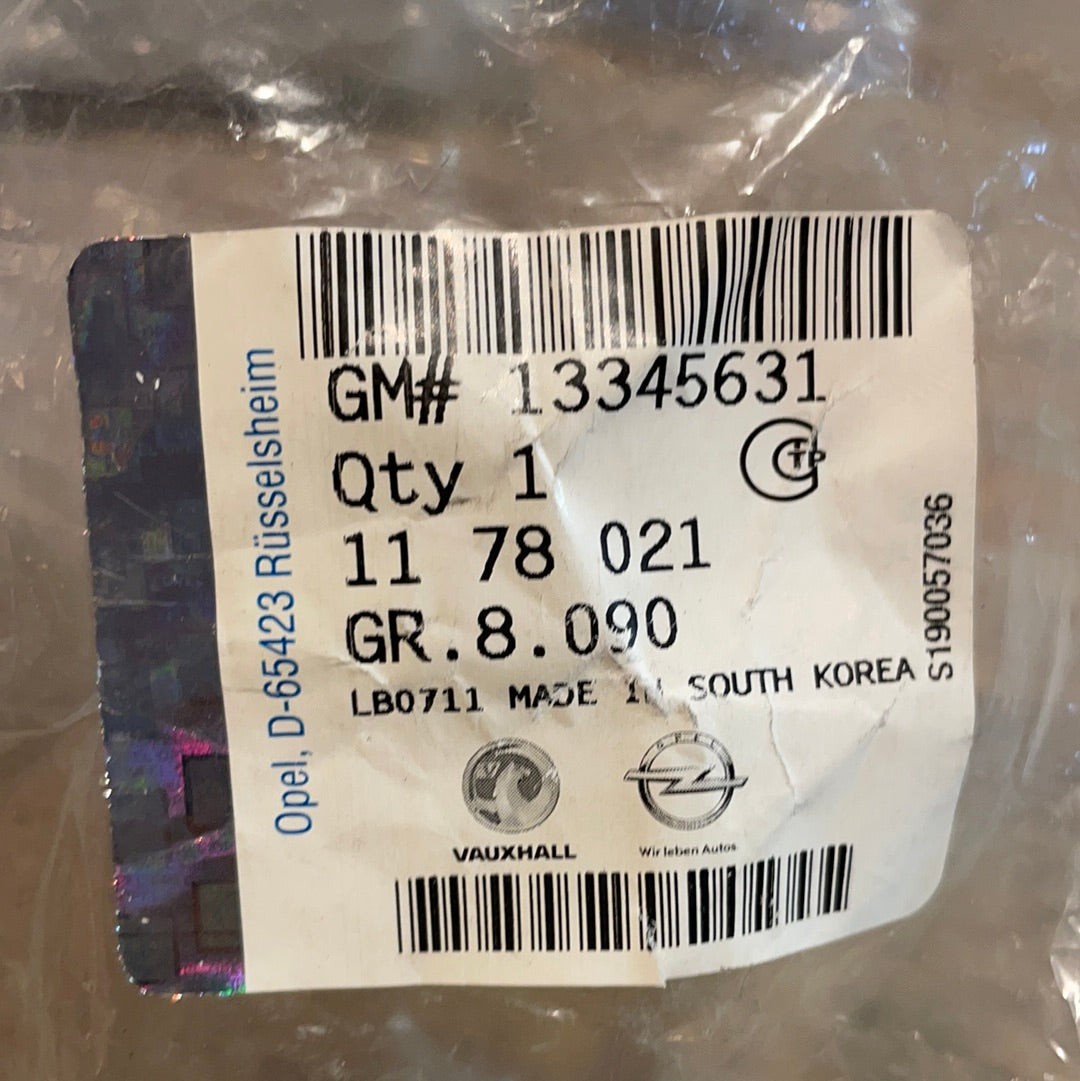 Opel, D-65423 Rüsselsheim
GM# 13345631
Qty 1
11 78 021
GR.8.090
LB0711 MADE IN SOUTH KOREA
S190057036
OPEL
VAUXHALL
Wir leben Autos